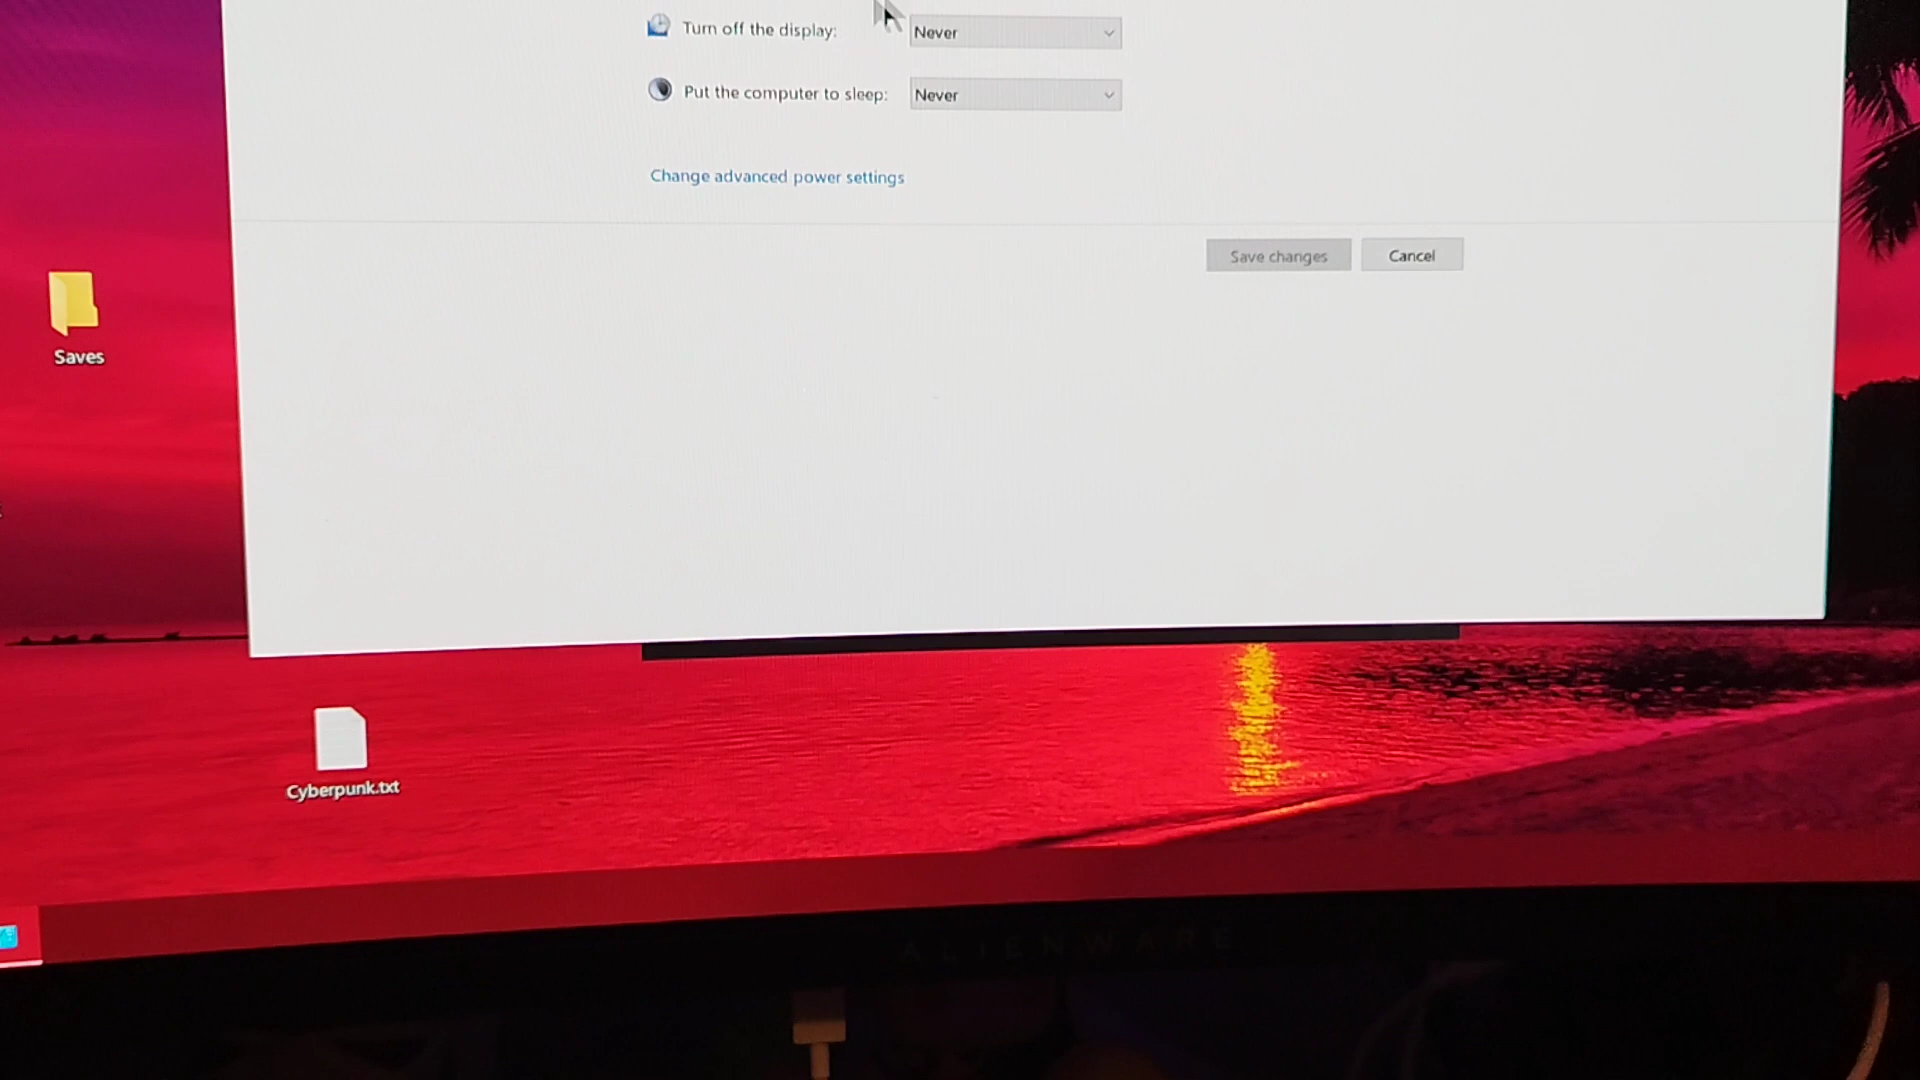 Turn off the display:
Never
Put the computer to sleep:
Never
Change advanced power settings
Save changes
Cancel
Saves
Cyberpunk.txt
ALIENWARE